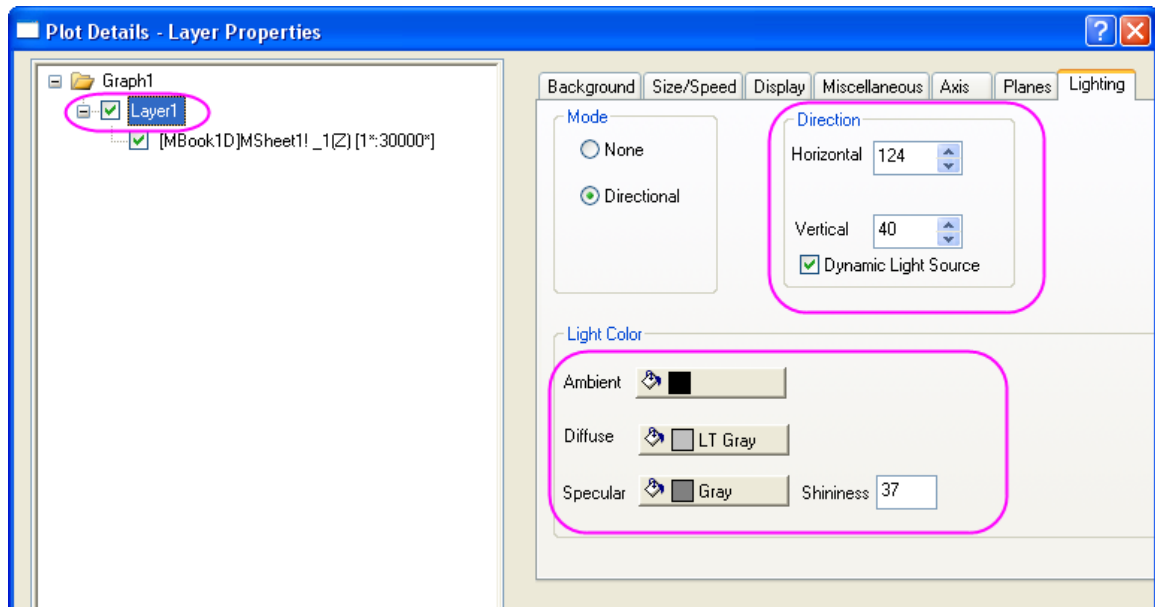 Plot Details - Layer Properties
Graph1
Layer1
[MBook1D]MSheet1! _1(Z) [1*:30000*]
Background Size/Speed Display Miscellaneous Axis Planes Lighting
Mode
None
Directional
Direction
Horizontal 124
Vertical 40
Dynamic Light Source
Light Color
Ambient
Diffuse LT Gray
Specular Gray Shininess 37